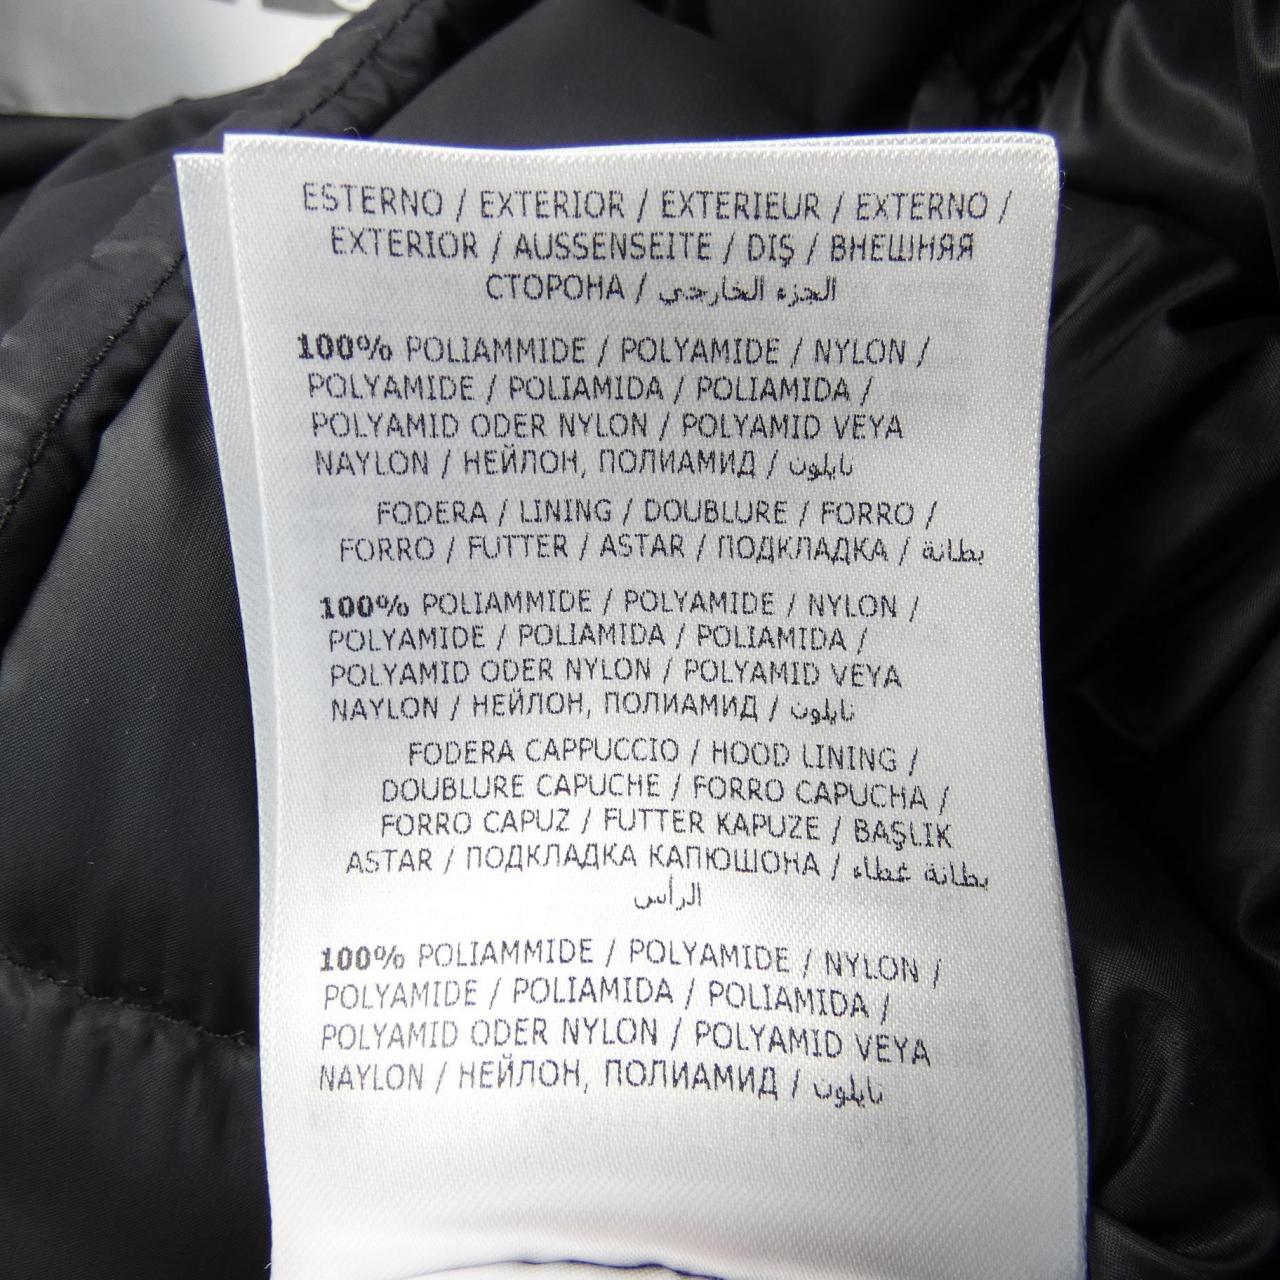 ESTERNO / EXTERIOR / EXTERIEUR / EXTERNO /
EXTERIOR / AUSSENSEITE / DIŞ / ВНЕШНЯЯ
СТОРОНА / الجزء الخارجي
100% POLIAMMIDE / POLYAMIDE / NYLON /
POLYAMIDE / POLIAMIDA / POLIAMIDA /
POLYAMID ODER NYLON / POLYAMID VEYA
NAYLON / НЕЙЛОН, ПОЛИАМИД / نايلون
FODERA / LINING / DOUBLURE / FORRO /
FORRO / FUTTER / ASTAR / ПОДКЛАДКА / بطانة
100% POLIAMMIDE / POLYAMIDE / NYLON /
POLYAMIDE / POLIAMIDA / POLIAMIDA /
POLYAMID ODER NYLON / POLYAMID VEYA
NAYLON / НЕЙЛОН, ПОЛИАМИД / نايلون
FODERA CAPPUCCIO / HOOD LINING /
DOUBLURE CAPUCHE / FORRO CAPUCHA /
FORRO CAPUZ / FUTTER KAPUZE / BAŞLIK
ASTAR / ПОДКЛАДКА КАПЮШОНА / بطانة غطاء
الرأس
100% POLIAMMIDE / POLYAMIDE / NYLON /
POLYAMIDE / POLIAMIDA / POLIAMIDA /
POLYAMID ODER NYLON / POLYAMID VEYA
NAYLON / НЕЙЛОН, ПОЛИАМИД / نايلون